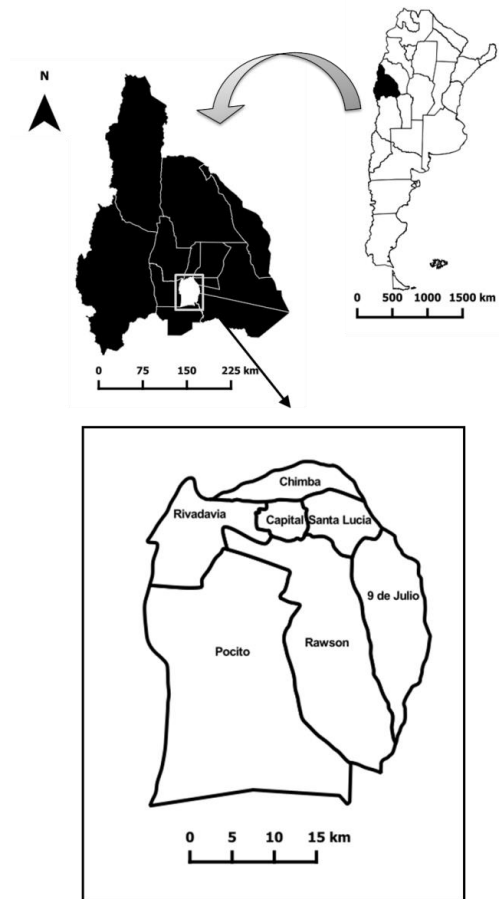 N
0 500 1000 1500 km
0 75 150 225 km
Chimba
Rivadavia
Capital
Santa Lucia
9 de Julio
Pocito
Rawson
0 5 10 15 km